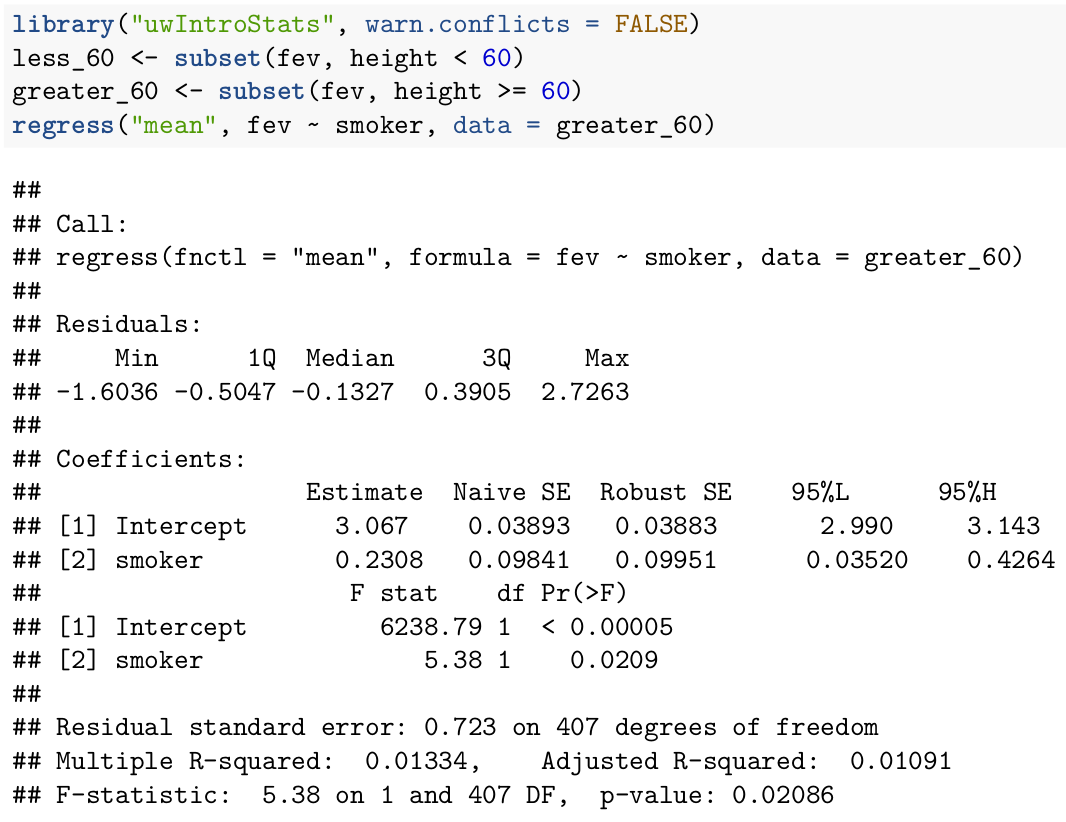 library("uwIntroStats", warn.conflicts = FALSE)
less_60 <- subset(fev, height < 60)
greater_60 <- subset(fev, height >= 60)
regress("mean", fev ~ smoker, data = greater_60)
##
## Call:
## regress(fnctl = "mean", formula = fev ~ smoker, data = greater_60)
##
## Residuals:
##     Min      1Q  Median      3Q     Max
## -1.6036 -0.5047 -0.1327  0.3905  2.7263
##
## Coefficients:
##                  Estimate  Naive SE  Robust SE    95%L      95%H
## [1] Intercept      3.067    0.03893   0.03883       2.990     3.143
## [2] smoker         0.2308   0.09841   0.09951      0.03520    0.4264
##                     F stat    df Pr(>F)
## [1] Intercept         6238.79 1  < 0.00005
## [2] smoker               5.38 1    0.0209
##
## Residual standard error: 0.723 on 407 degrees of freedom
## Multiple R-squared:  0.01334,    Adjusted R-squared:  0.01091
## F-statistic:  5.38 on 1 and 407 DF,  p-value: 0.02086